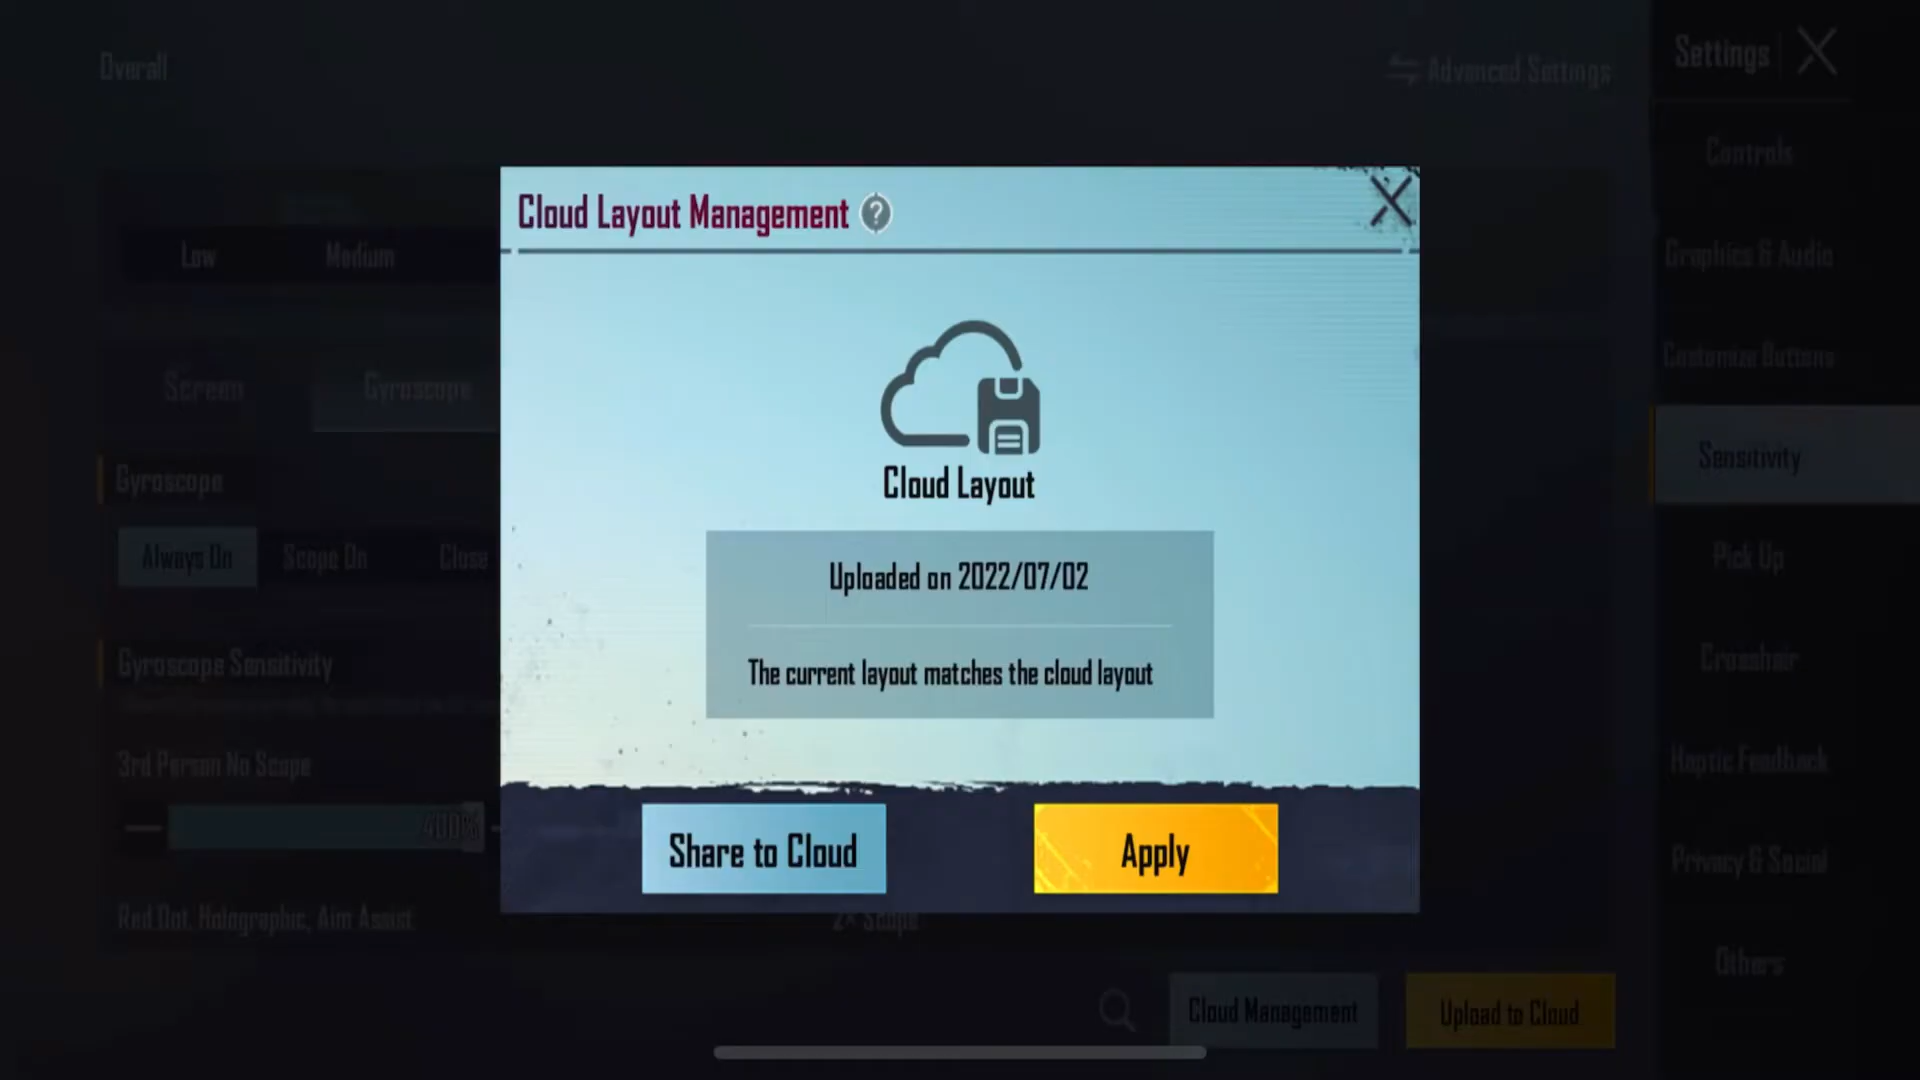 Overall
Advanced Settings
Settings
Controls
Cloud Layout Management ?
Low
Medium
Graphics & Audio
Customize Buttons
Screen
Gyroscope
Sensitivity
Gyroscope
Cloud Layout
Always On
Scope On
Close
Pick Up
Uploaded on 2022/07/02
Gyroscope Sensitivity
The current layout matches the cloud layout
Crosshair
3rd Person No Scope
Haptic Feedback
400%
Share to Cloud
Apply
Privacy & Social
Red Dot, Holographic, Aim Assist
2× Scope
Others
Cloud Management
Upload to Cloud